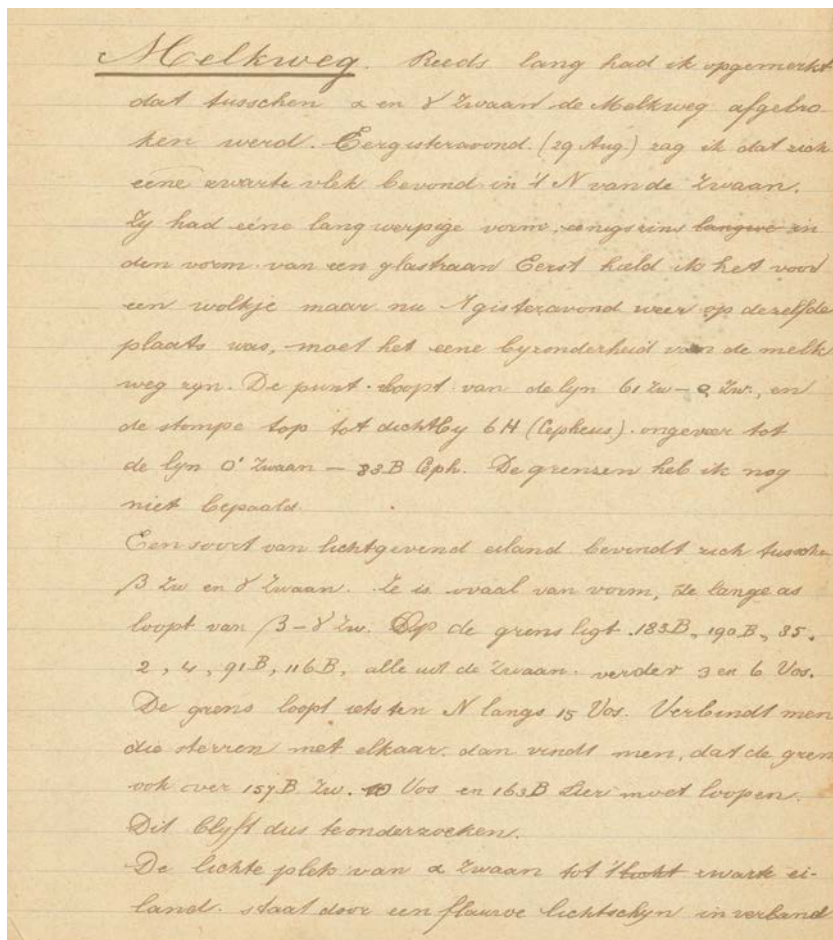 Melkweg. Reeds lang had ik opgemerkt
dat tusschen α en γ Zwaan de Melkweg afgebro
ken werd. Eergisteravond. (29 Aug.) zag ik dat zich
eene zwarte vlek bevond in 't N van de Zwaan.
Zy had eene langwerpige vorm, enigszins langwe in
den vorm van een glastraan Eerst hield ik het voor
een wolkje maar nu 't gisteravond weer op dezelfde
plaats was, moet het eene byzonderheid van de melk
weg zyn. De punt loopt van de lyn 61 Zw – Zw., en
de stompe top tot dichtby 6H (Cepheus). ongeveer tot
de lyn O' Zwaan – 33B Ceph. De grenzen heb ik nog
niet bepaald.
Een soort van lichtgevend eiland bevindt zich tussche
β Zw en γ Zwaan. Ze is ovaal van vorm, de lange as
loopt van β – γ Zw. Op de grens ligt 183B, 190B, 35.
2, 4, 91B, 116B, alle uit de Zwaan. verder 3 en 6 Vos.
De grens loopt iets ten N langs 15 Vos. Verbindt men
die sterren met elkaar. dan vindt men, dat de gren
ook over 157B Zw. 10 Vos en 163B Lier moet loopen.
Dit blyft dus te onderzoeken.
De lichte plek van α Zwaan tot 't licht zwarte ei-
land. staat door een flauwe lichtschyn in verband